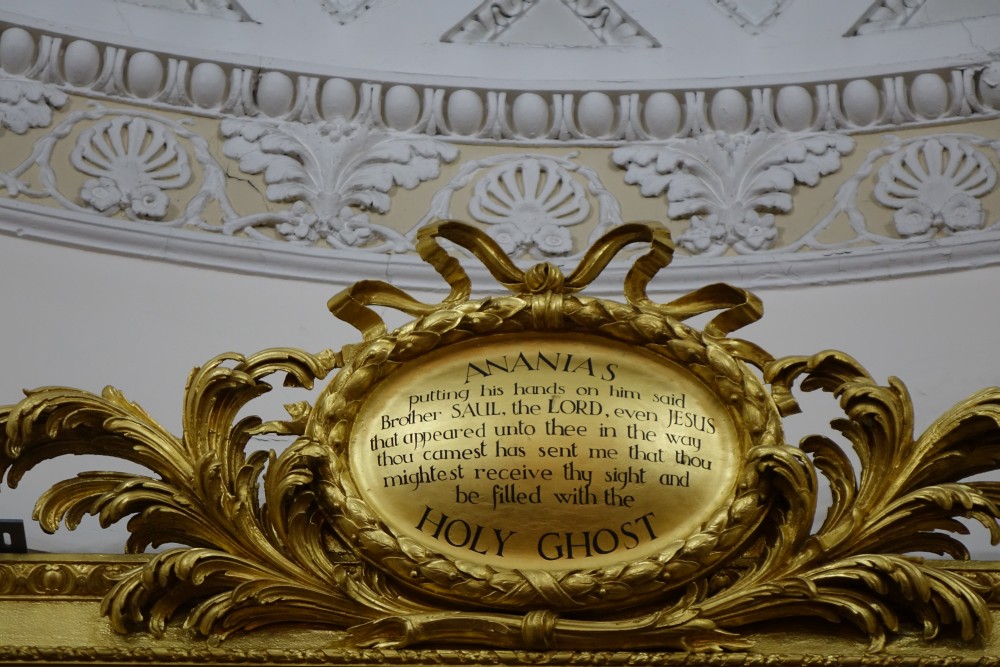 ANANIAS
putting his hands on him said
Brother SAUL, the LORD, even JESUS
that appeared unto thee in the way
thou camest has sent me that thou
mightest receive thy sight and
be filled with the
HOLY GHOST